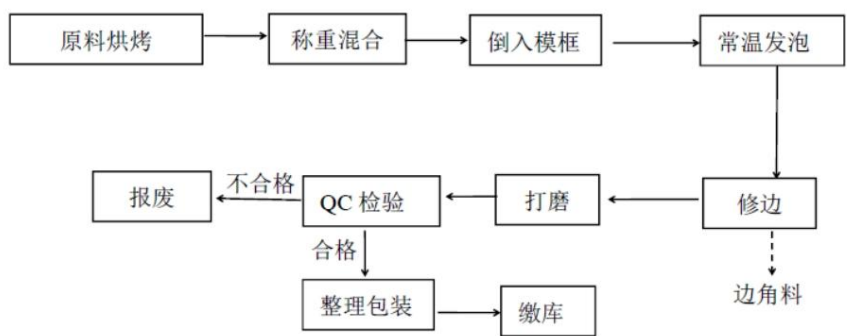 原料烘烤
称重混合
倒入模框
常温发泡
修边
边角料
打磨
QC 检验
不合格
报废
合格
整理包装
缴库